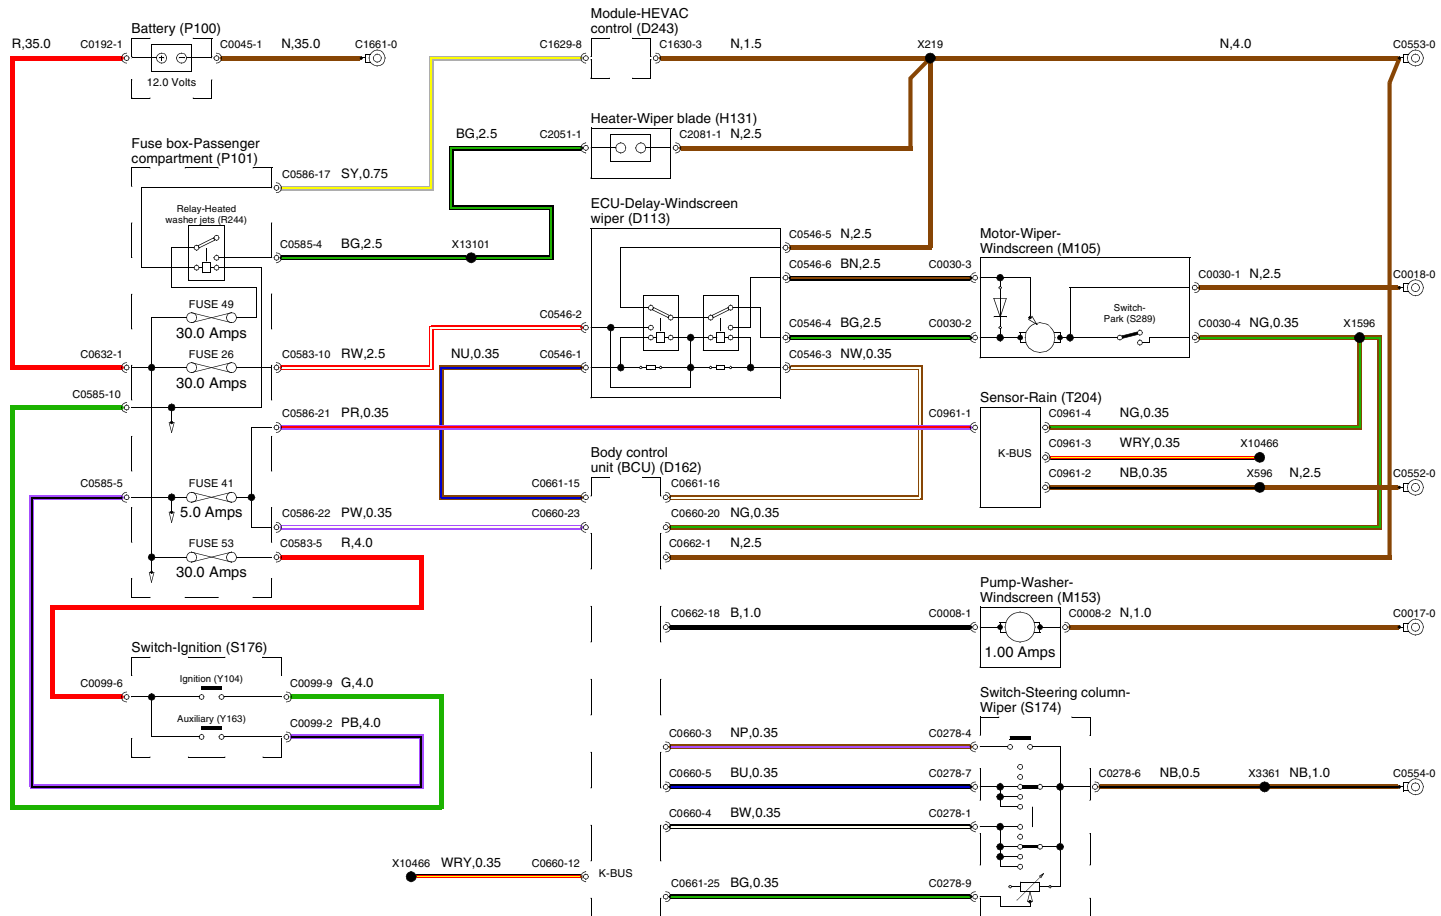 Battery (P100)
R,35.0
C0192-1
C0045-1
N,35.0
C1661-0
12.0 Volts
Module-HEVAC
control (D243)
C1629-8
C1630-3
N,1.5
X219
N,4.0
C0553-0
Heater-Wiper blade (H131)
BG,2.5
C2051-1
C2081-1
N,2.5
Fuse box-Passenger
compartment (P101)
C0586-17
SY,0.75
Relay-Heated
washer jets (R244)
C0585-4
BG,2.5
X13101
ECU-Delay-Windscreen
wiper (D113)
C0546-5
N,2.5
C0546-6
BN,2.5
C0030-3
Motor-Wiper-
Windscreen (M105)
C0030-1
N,2.5
C0018-0
Switch-
Park (S289)
FUSE 49
30.0 Amps
C0546-2
C0546-4
BG,2.5
C0030-2
C0030-4
NG,0.35
X1596
C0632-1
FUSE 26
30.0 Amps
C0583-10
RW,2.5
NU,0.35
C0546-1
C0546-3
NW,0.35
C0585-10
C0586-21
PR,0.35
C0961-1
Sensor-Rain (T204)
C0961-4
NG,0.35
K-BUS
C0961-3
WRY,0.35
X10466
C0961-2
NB,0.35
X596
N,2.5
C0552-0
Body control
unit (BCU) (D162)
C0585-5
FUSE 41
5.0 Amps
C0661-15
C0661-16
C0586-22
PW,0.35
C0660-23
C0660-20
NG,0.35
FUSE 53
30.0 Amps
C0583-5
R,4.0
C0662-1
N,2.5
Pump-Washer-
Windscreen (M153)
C0662-18
B,1.0
C0008-1
C0008-2
N,1.0
C0017-0
1.00 Amps
Switch-Ignition (S176)
C0099-6
Ignition (Y104)
C0099-9
G,4.0
Auxiliary (Y163)
C0099-2
PB,4.0
Switch-Steering column-
Wiper (S174)
C0660-3
NP,0.35
C0278-4
C0660-5
BU,0.35
C0278-7
C0278-6
NB,0.5
X3361
NB,1.0
C0554-0
C0660-4
BW,0.35
C0278-1
X10466
WRY,0.35
C0660-12
K-BUS
C0661-25
BG,0.35
C0278-9